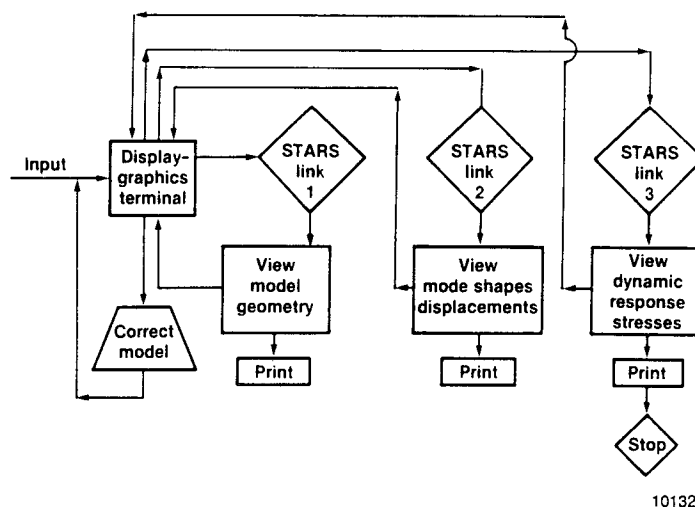 Input
Display-
graphics
terminal
STARS
link
1
STARS
link
2
STARS
link
3
View
model
geometry
View
mode shapes
displacements
View
dynamic
response
stresses
Correct
model
Print
Print
Print
Stop
10132